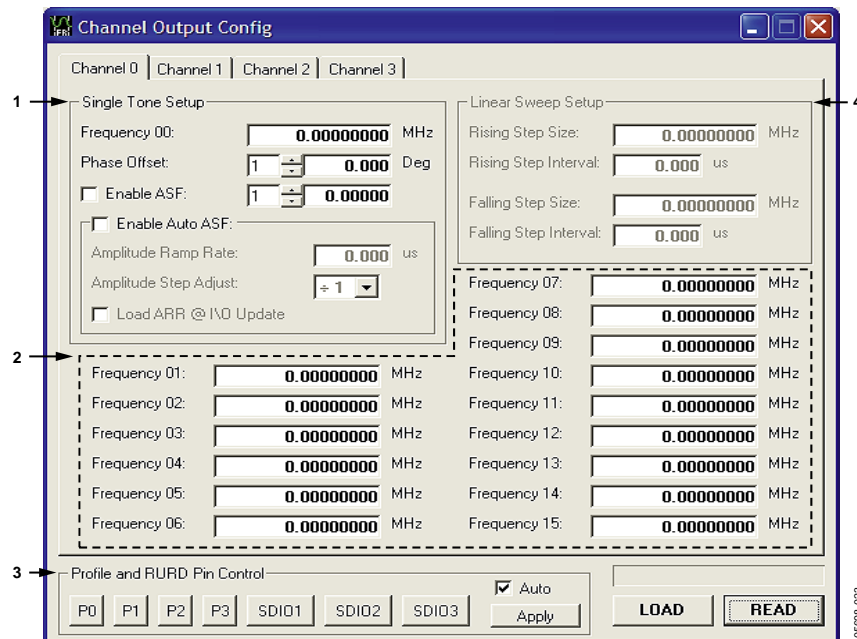 Channel Output Config
Channel 0 Channel 1 Channel 2 Channel 3
1
Single Tone Setup
Frequency 00: 0.00000000 MHz
Phase Offset: 1 0.000 Deg
Enable ASF: 1 0.00000
Enable Auto ASF:
Amplitude Ramp Rate: 0.000 us
Amplitude Step Adjust: ÷ 1
Load ARR @ I\O Update
4
Linear Sweep Setup
Rising Step Size: 0.00000000 MHz
Rising Step Interval: 0.000 us
Falling Step Size: 0.00000000 MHz
Falling Step Interval: 0.000 us
2
Frequency 01: 0.00000000 MHz
Frequency 02: 0.00000000 MHz
Frequency 03: 0.00000000 MHz
Frequency 04: 0.00000000 MHz
Frequency 05: 0.00000000 MHz
Frequency 06: 0.00000000 MHz
Frequency 07: 0.00000000 MHz
Frequency 08: 0.00000000 MHz
Frequency 09: 0.00000000 MHz
Frequency 10: 0.00000000 MHz
Frequency 11: 0.00000000 MHz
Frequency 12: 0.00000000 MHz
Frequency 13: 0.00000000 MHz
Frequency 14: 0.00000000 MHz
Frequency 15: 0.00000000 MHz
3
Profile and RURD Pin Control
P0 P1 P2 P3 SDIO1 SDIO2 SDIO3
Auto
Apply
LOAD READ